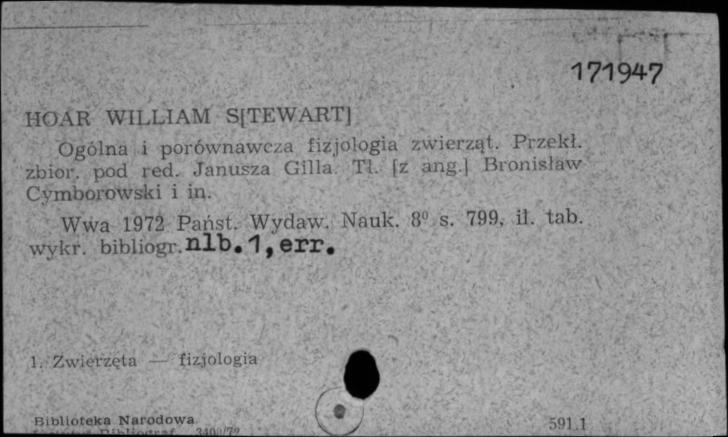 171947
HOAR WILLIAM S[TEWART]
Ogólna i porównawcza fizjologia zwierząt. Przekł.
zbior. pod red. Janusza Gilla. Tł. [z ang.] Bronisław
Cymborowski i in.
Wwa 1972 Państ. Wydaw. Nauk. 8° s. 799, il. tab.
wykr. bibliogr. nlb. 1, err.
1. Zwierzęta — fizjologia
Biblioteka Narodowa
591.1